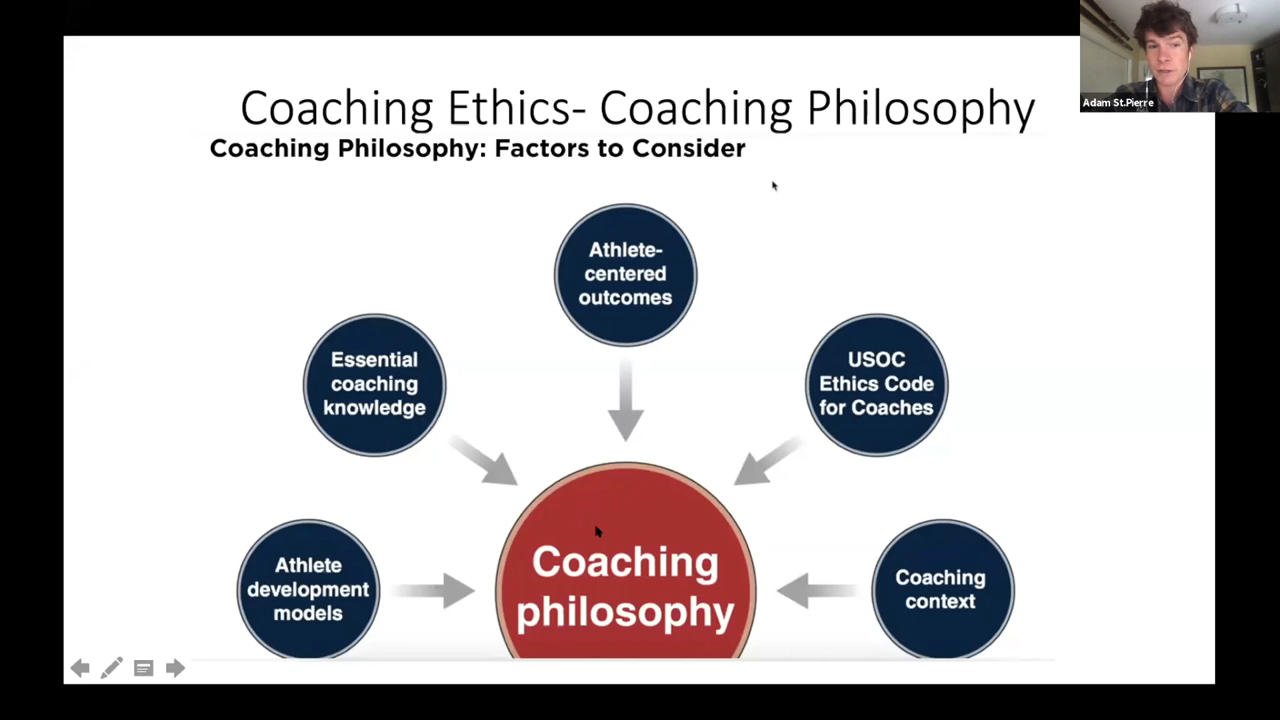 Coaching Ethics- Coaching Philosophy
Adam St.Pierre
Coaching Philosophy: Factors to Consider
Athlete-
centered
outcomes
Essential
coaching
knowledge
USOC
Ethics Code
for Coaches
Athlete
development
models
Coaching
philosophy
Coaching
context